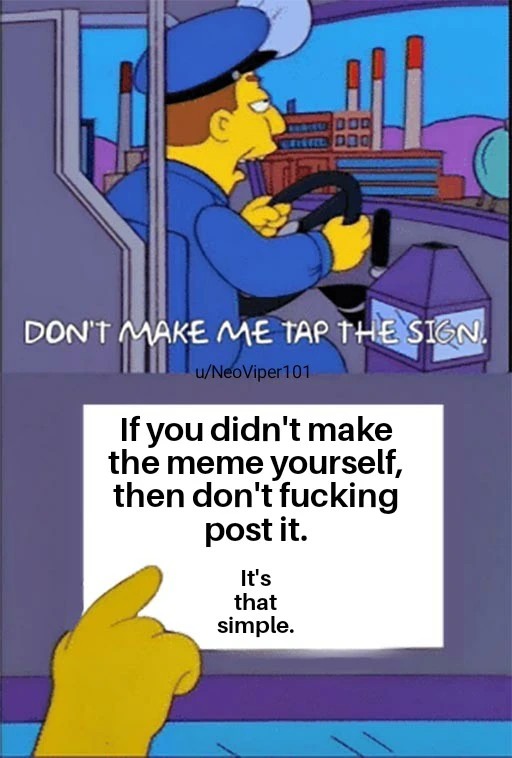 DON'T MAKE ME TAP THE SIGN.
u/NeoViper101
If you didn't make
the meme yourself,
then don't fucking
post it.
It's
that
simple.